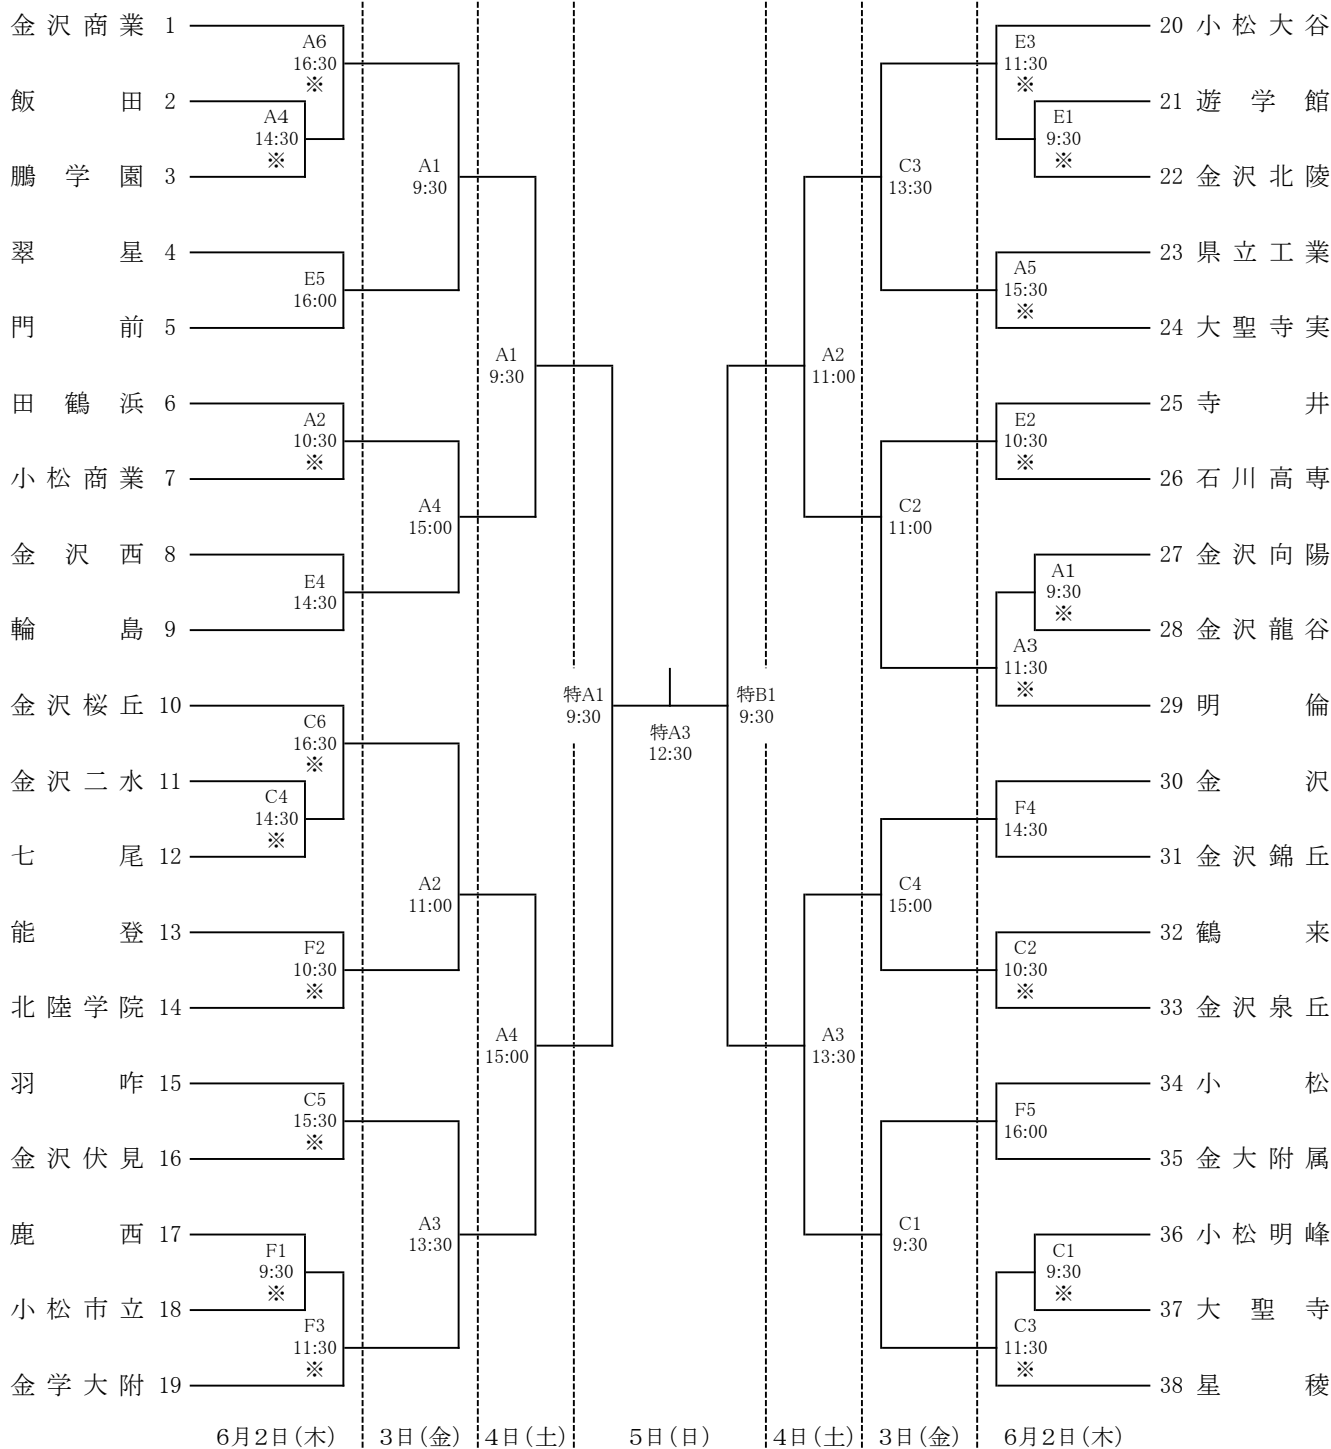 金沢商業 1
A6
16:30
※
飯田 2
A4
14:30
※
鵬学園 3
A1
9:30
翠星 4
E5
16:00
門前 5
A1
9:30
田鶴浜 6
A2
10:30
※
小松商業 7
A4
15:00
金沢西 8
E4
14:30
輪島 9
特A1
9:30
金沢桜丘 10
C6
16:30
※
金沢二水 11
C4
14:30
※
七尾 12
A2
11:00
能登 13
F2
10:30
※
北陸学院 14
A4
15:00
羽咋 15
C5
15:30
※
金沢伏見 16
鹿西 17
A3
13:30
F1
9:30
※
小松市立 18
F3
11:30
※
金学大附 19
特A3
12:30
20 小松大谷
E3
11:30
※
21 遊学館
E1
9:30
※
22 金沢北陵
C3
13:30
23 県立工業
A5
15:30
※
24 大聖寺実
A2
11:00
25 寺井
E2
10:30
※
26 石川高専
C2
11:00
27 金沢向陽
A1
9:30
※
28 金沢龍谷
A3
11:30
※
29 明倫
特B1
9:30
30 金沢
F4
14:30
31 金沢錦丘
C4
15:00
32 鶴来
C2
10:30
※
33 金沢泉丘
A3
13:30
34 小松
F5
16:00
35 金大附属
C1
9:30
36 小松明峰
C1
9:30
※
37 大聖寺
C3
11:30
※
38 星稜
6月2日(木) 3日(金) 4日(土) 5日(日) 4日(土) 3日(金) 6月2日(木)